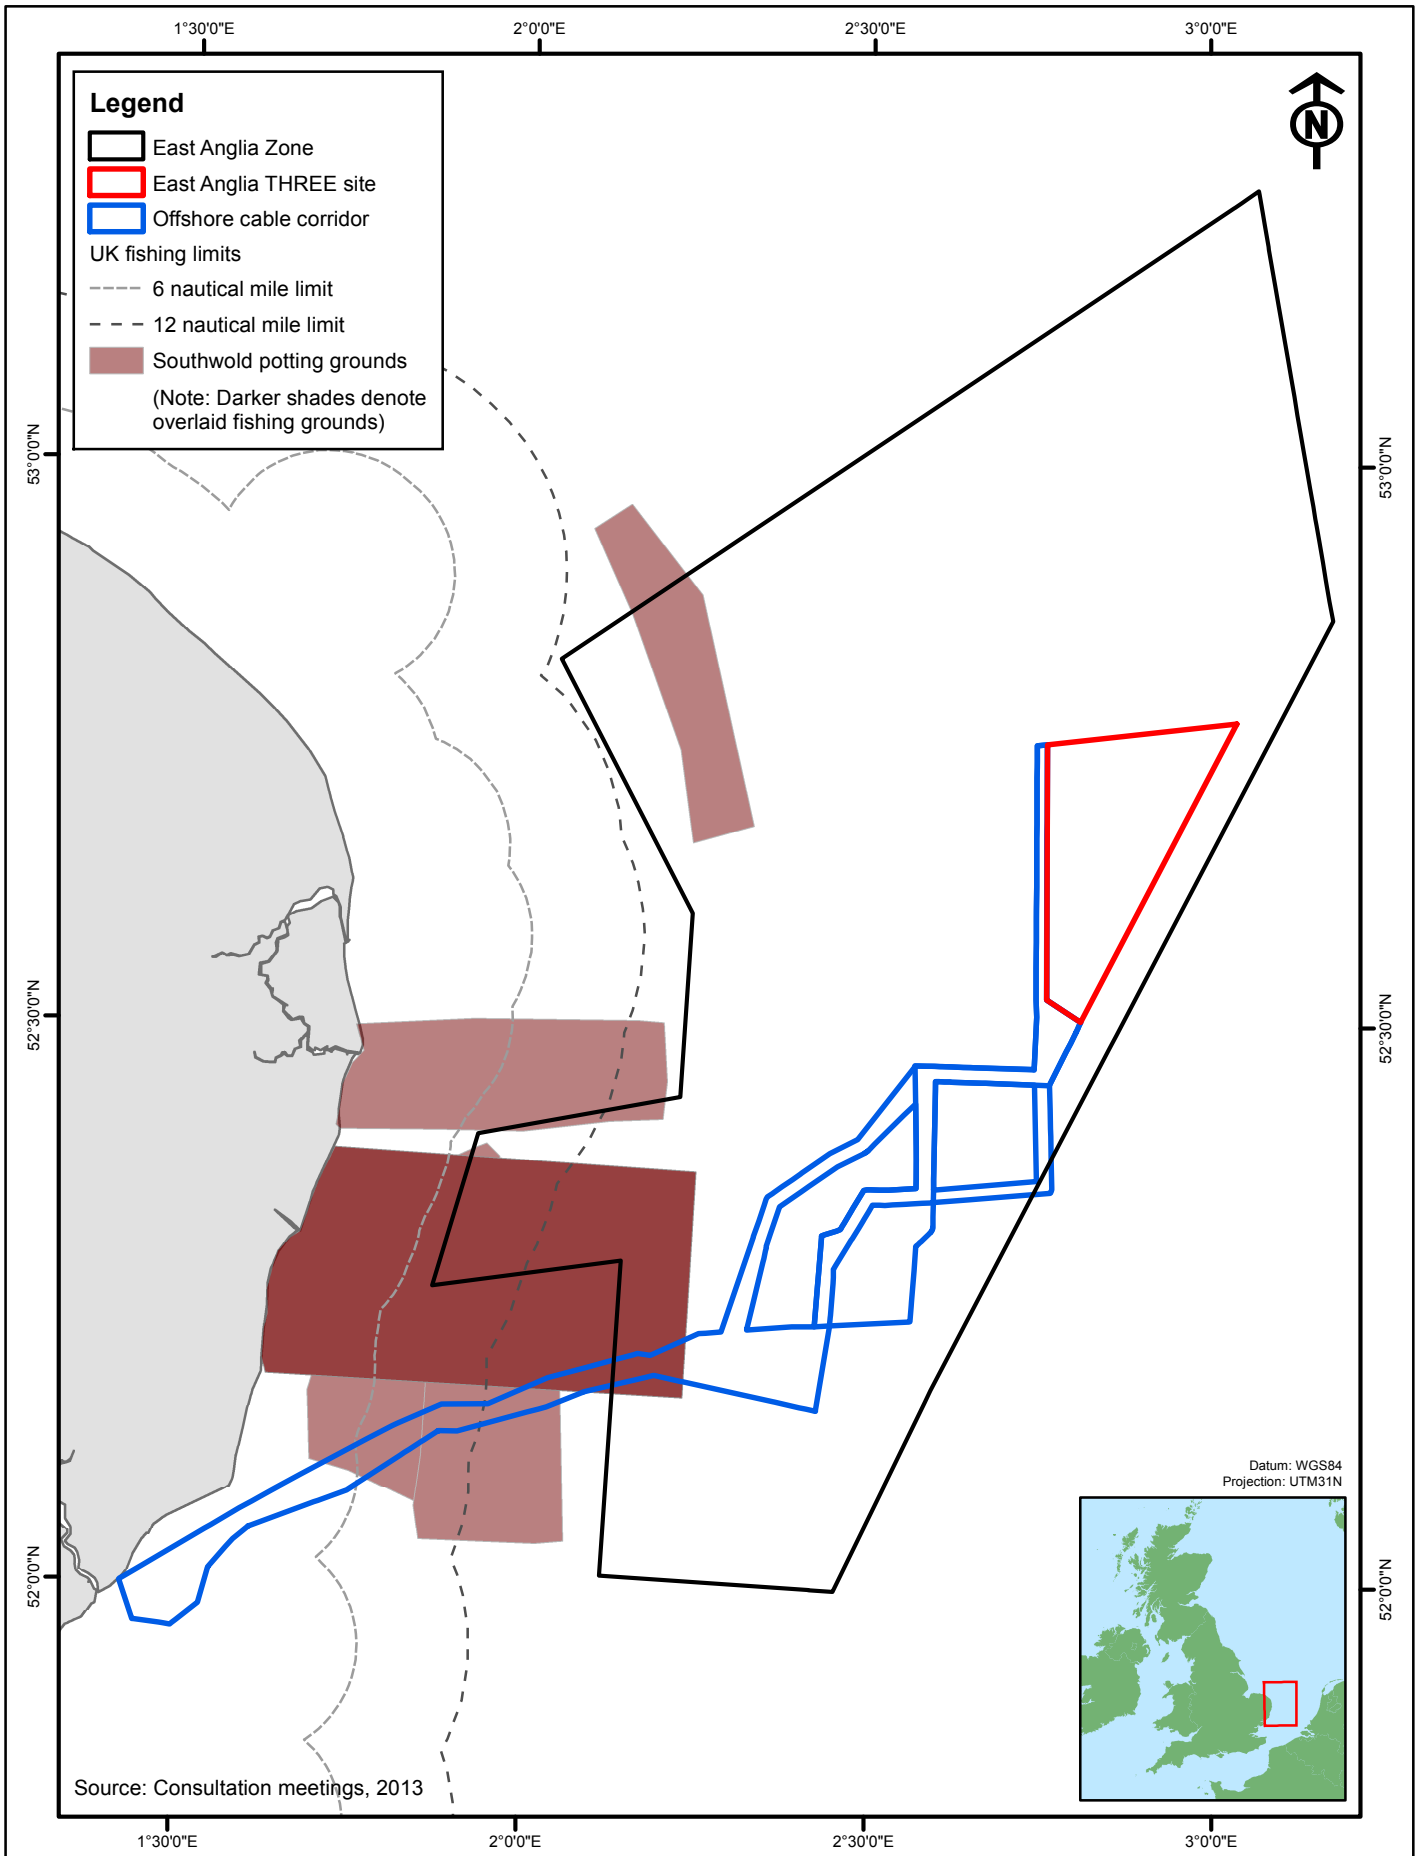 1°30'0"E
2°0'0"E
2°30'0"E
3°0'0"E
Legend
East Anglia Zone
East Anglia THREE site
Offshore cable corridor
UK fishing limits
6 nautical mile limit
12 nautical mile limit
Southwold potting grounds
(Note: Darker shades denote
overlaid fishing grounds)
N
53°0'0"N
53°0'0"N
52°30'0"N
52°30'0"N
52°0'0"N
52°0'0"N
Datum: WGS84
Projection: UTM31N
Source: Consultation meetings, 2013
1°30'0"E
2°0'0"E
2°30'0"E
3°0'0"E